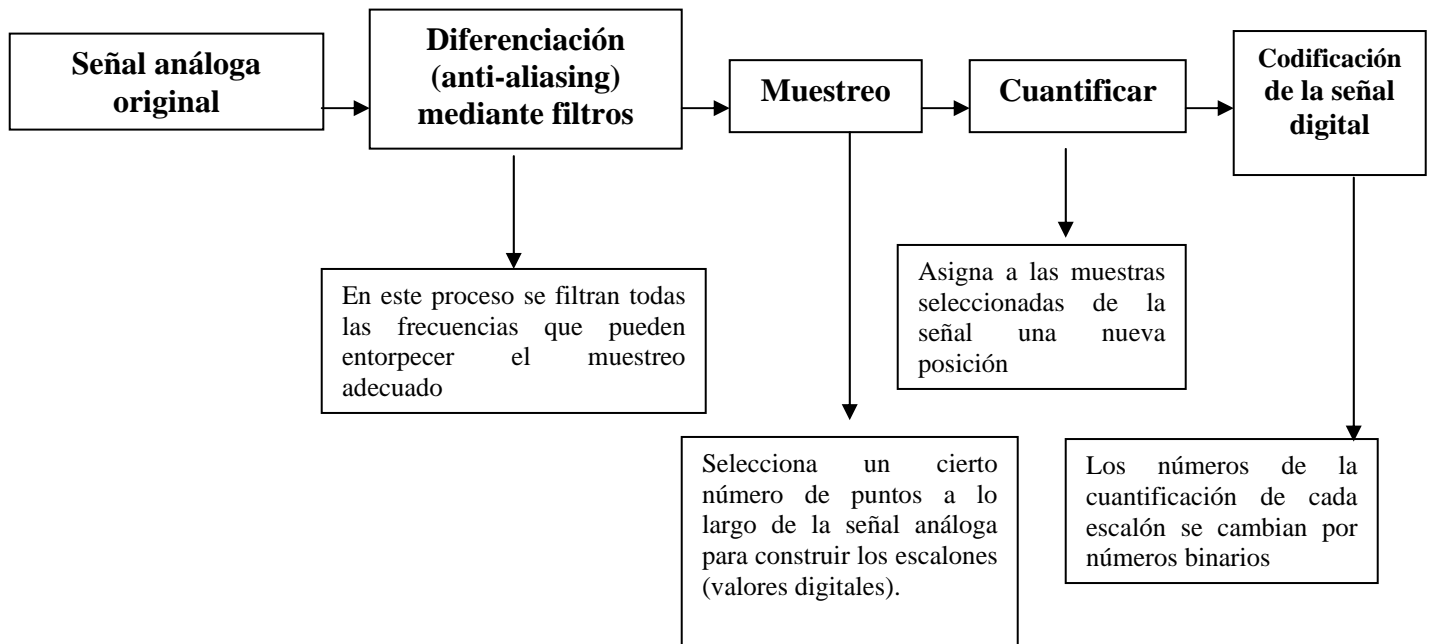 Señal análoga
original
Diferenciación
(anti-aliasing)
mediante filtros
Muestreo
Cuantificar
Codificación
de la señal
digital
En este proceso se filtran todas
las frecuencias que pueden
entorpecer el muestreo
adecuado
Selecciona un cierto
número de puntos a lo
largo de la señal análoga
para construir los escalones
(valores digitales).
Asigna a las muestras
seleccionadas de la
señal una nueva
posición
Los números de la
cuantificación de cada
escalón se cambian por
números binarios